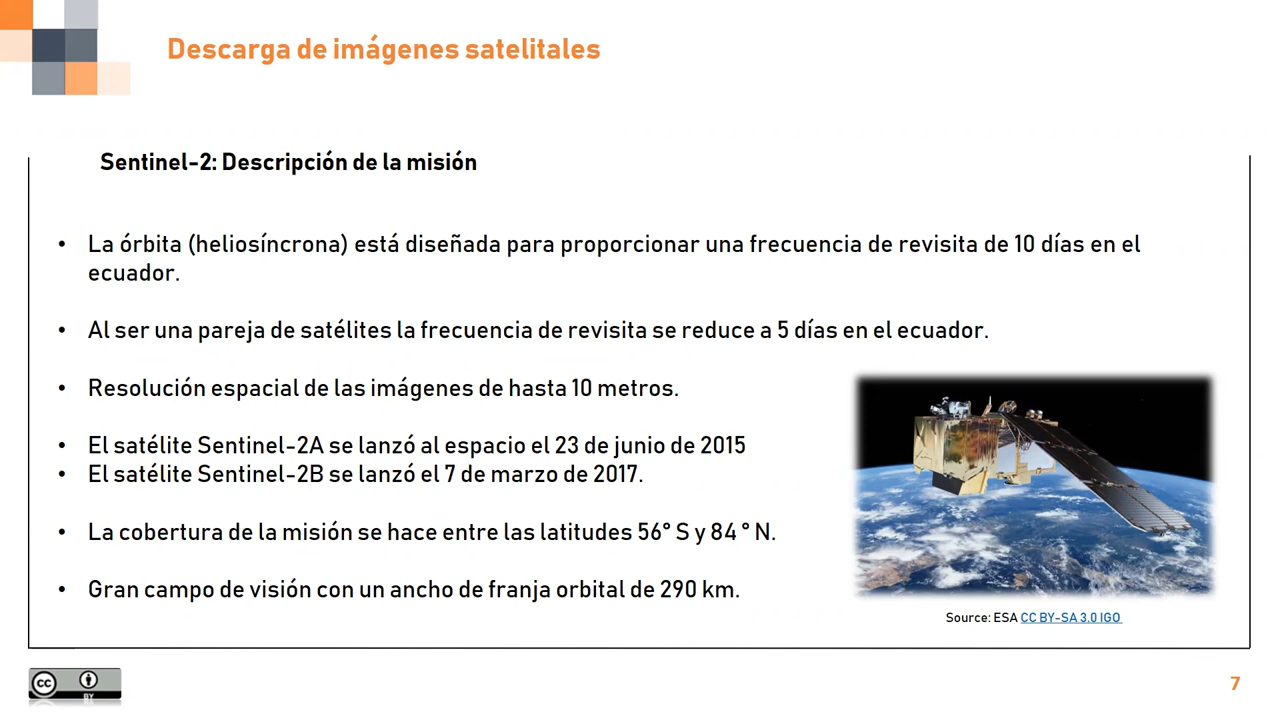 Descarga de imágenes satelitales
Sentinel-2: Descripción de la misión
• La órbita (heliosíncrona) está diseñada para proporcionar una frecuencia de revisita de 10 días en el
ecuador.
• Al ser una pareja de satélites la frecuencia de revisita se reduce a 5 días en el ecuador.
• Resolución espacial de las imágenes de hasta 10 metros.
• El satélite Sentinel-2A se lanzó al espacio el 23 de junio de 2015
• El satélite Sentinel-2B se lanzó el 7 de marzo de 2017.
• La cobertura de la misión se hace entre las latitudes 56° S y 84 ° N.
• Gran campo de visión con un ancho de franja orbital de 290 km.
Source: ESA CC BY-SA 3.0 IGO
cc
BY
7